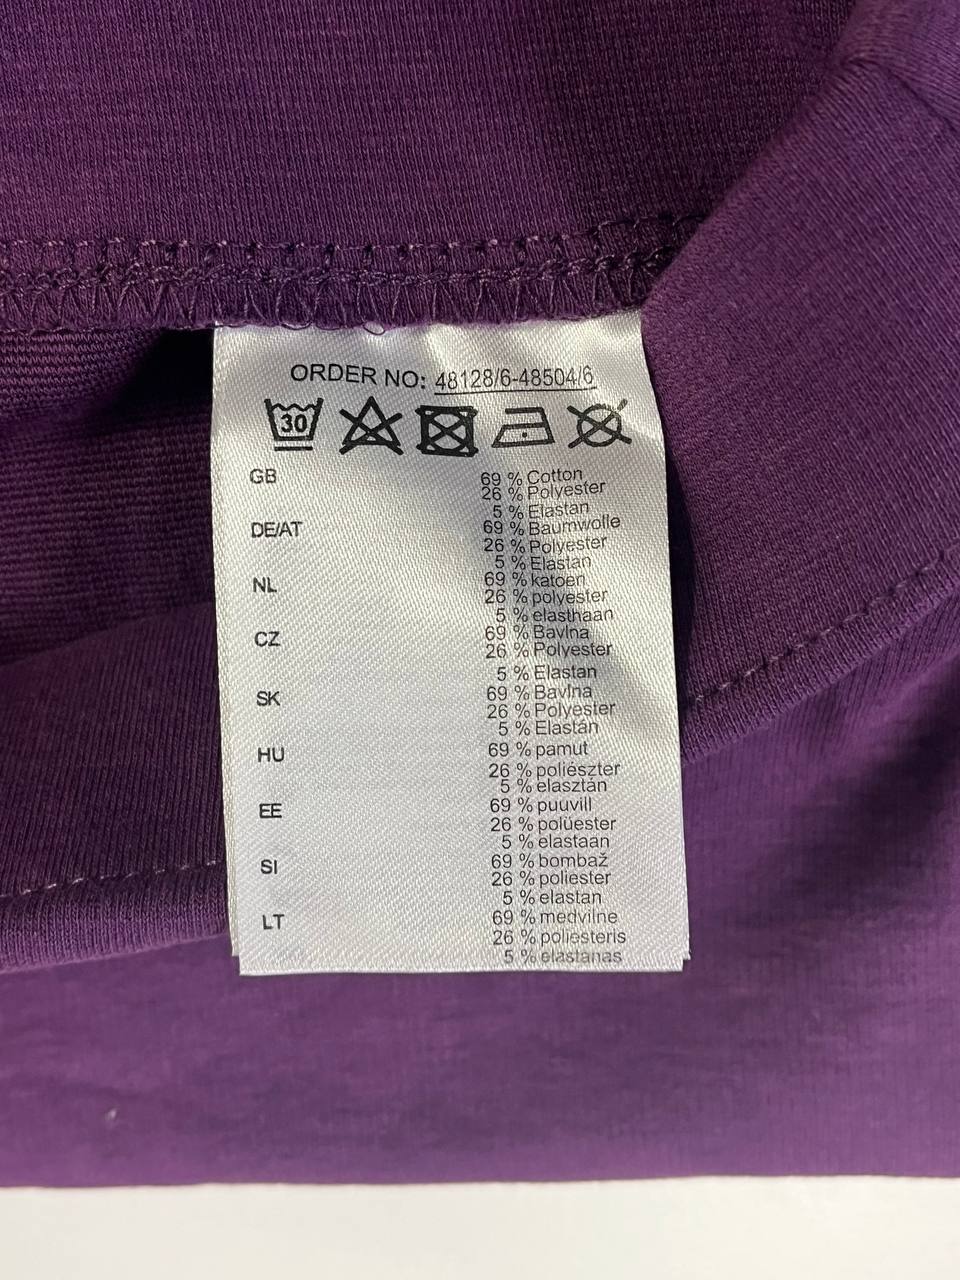 ORDER NO: 48128/6-48504/6
30
GB 69 % Cotton
26 % Polyester
5 % Elastan
DE/AT 69 % Baumwolle
26 % Polyester
5 % Elastan
NL 69 % katoen
26 % polyester
5 % elasthaan
CZ 69 % Bavlna
26 % Polyester
5 % Elastan
SK 69 % Bavlna
26 % Polyester
5 % Elastán
HU 69 % pamut
26 % poliészter
5 % elasztán
EE 69 % puuvill
26 % polüester
5 % elastaan
SI 69 % bombaž
26 % poliester
5 % elastan
LT 69 % medvilne
26 % poliesteris
5 % elastanas